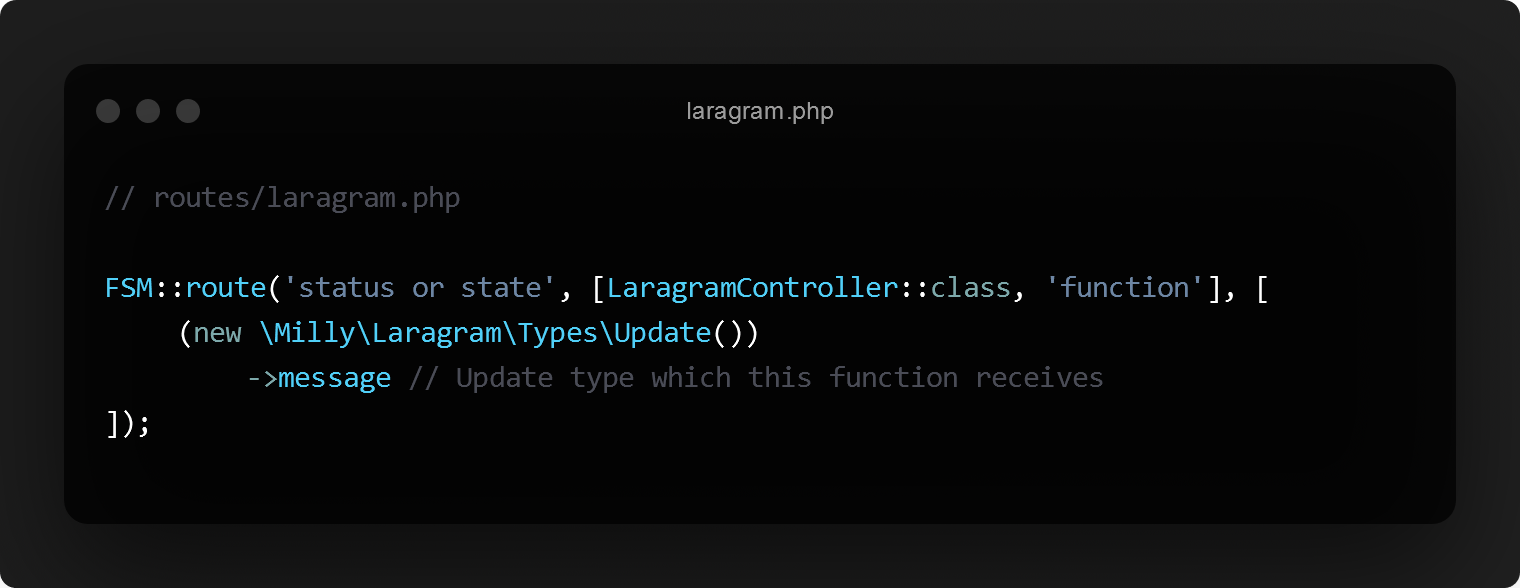 laragram.php
// routes/laragram.php
FSM::route('status or state', [LaragramController::class, 'function'], [
(new \Milly\Laragram\Types\Update())
->message // Update type which this function receives
]);